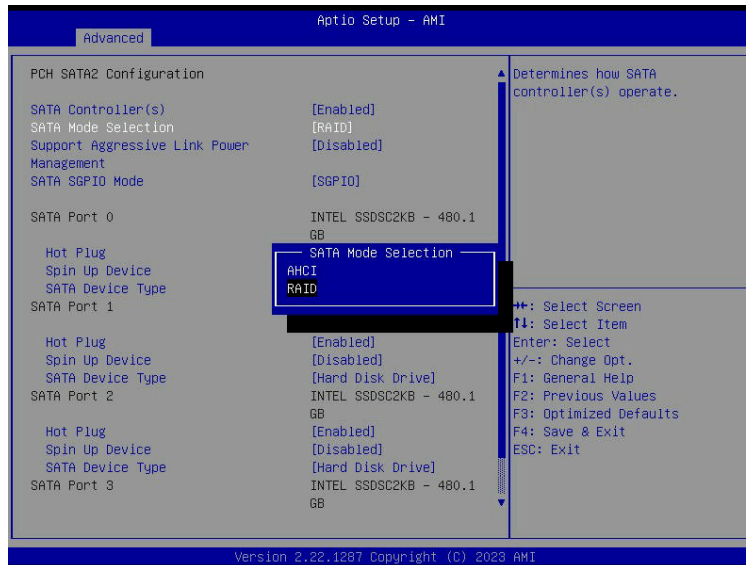 Aptio Setup – AMI
Advanced
PCH SATA2 Configuration
SATA Controller(s) [Enabled]
SATA Mode Selection [RAID]
Support Aggressive Link Power [Disabled]
Management
SATA SGPIO Mode [SGPIO]
SATA Port 0 INTEL SSDSC2KB – 480.1
GB
Hot Plug
Spin Up Device
SATA Device Type
SATA Port 1
SATA Mode Selection
AHCI
RAID
Hot Plug [Enabled]
Spin Up Device [Disabled]
SATA Device Type [Hard Disk Drive]
SATA Port 2 INTEL SSDSC2KB – 480.1
GB
Hot Plug [Enabled]
Spin Up Device [Disabled]
SATA Device Type [Hard Disk Drive]
SATA Port 3 INTEL SSDSC2KB – 480.1
GB
Determines how SATA
controller(s) operate.
→←: Select Screen
↑↓: Select Item
Enter: Select
+/-: Change Opt.
F1: General Help
F2: Previous Values
F3: Optimized Defaults
F4: Save & Exit
ESC: Exit
Version 2.22.1287 Copyright (C) 2023 AMI